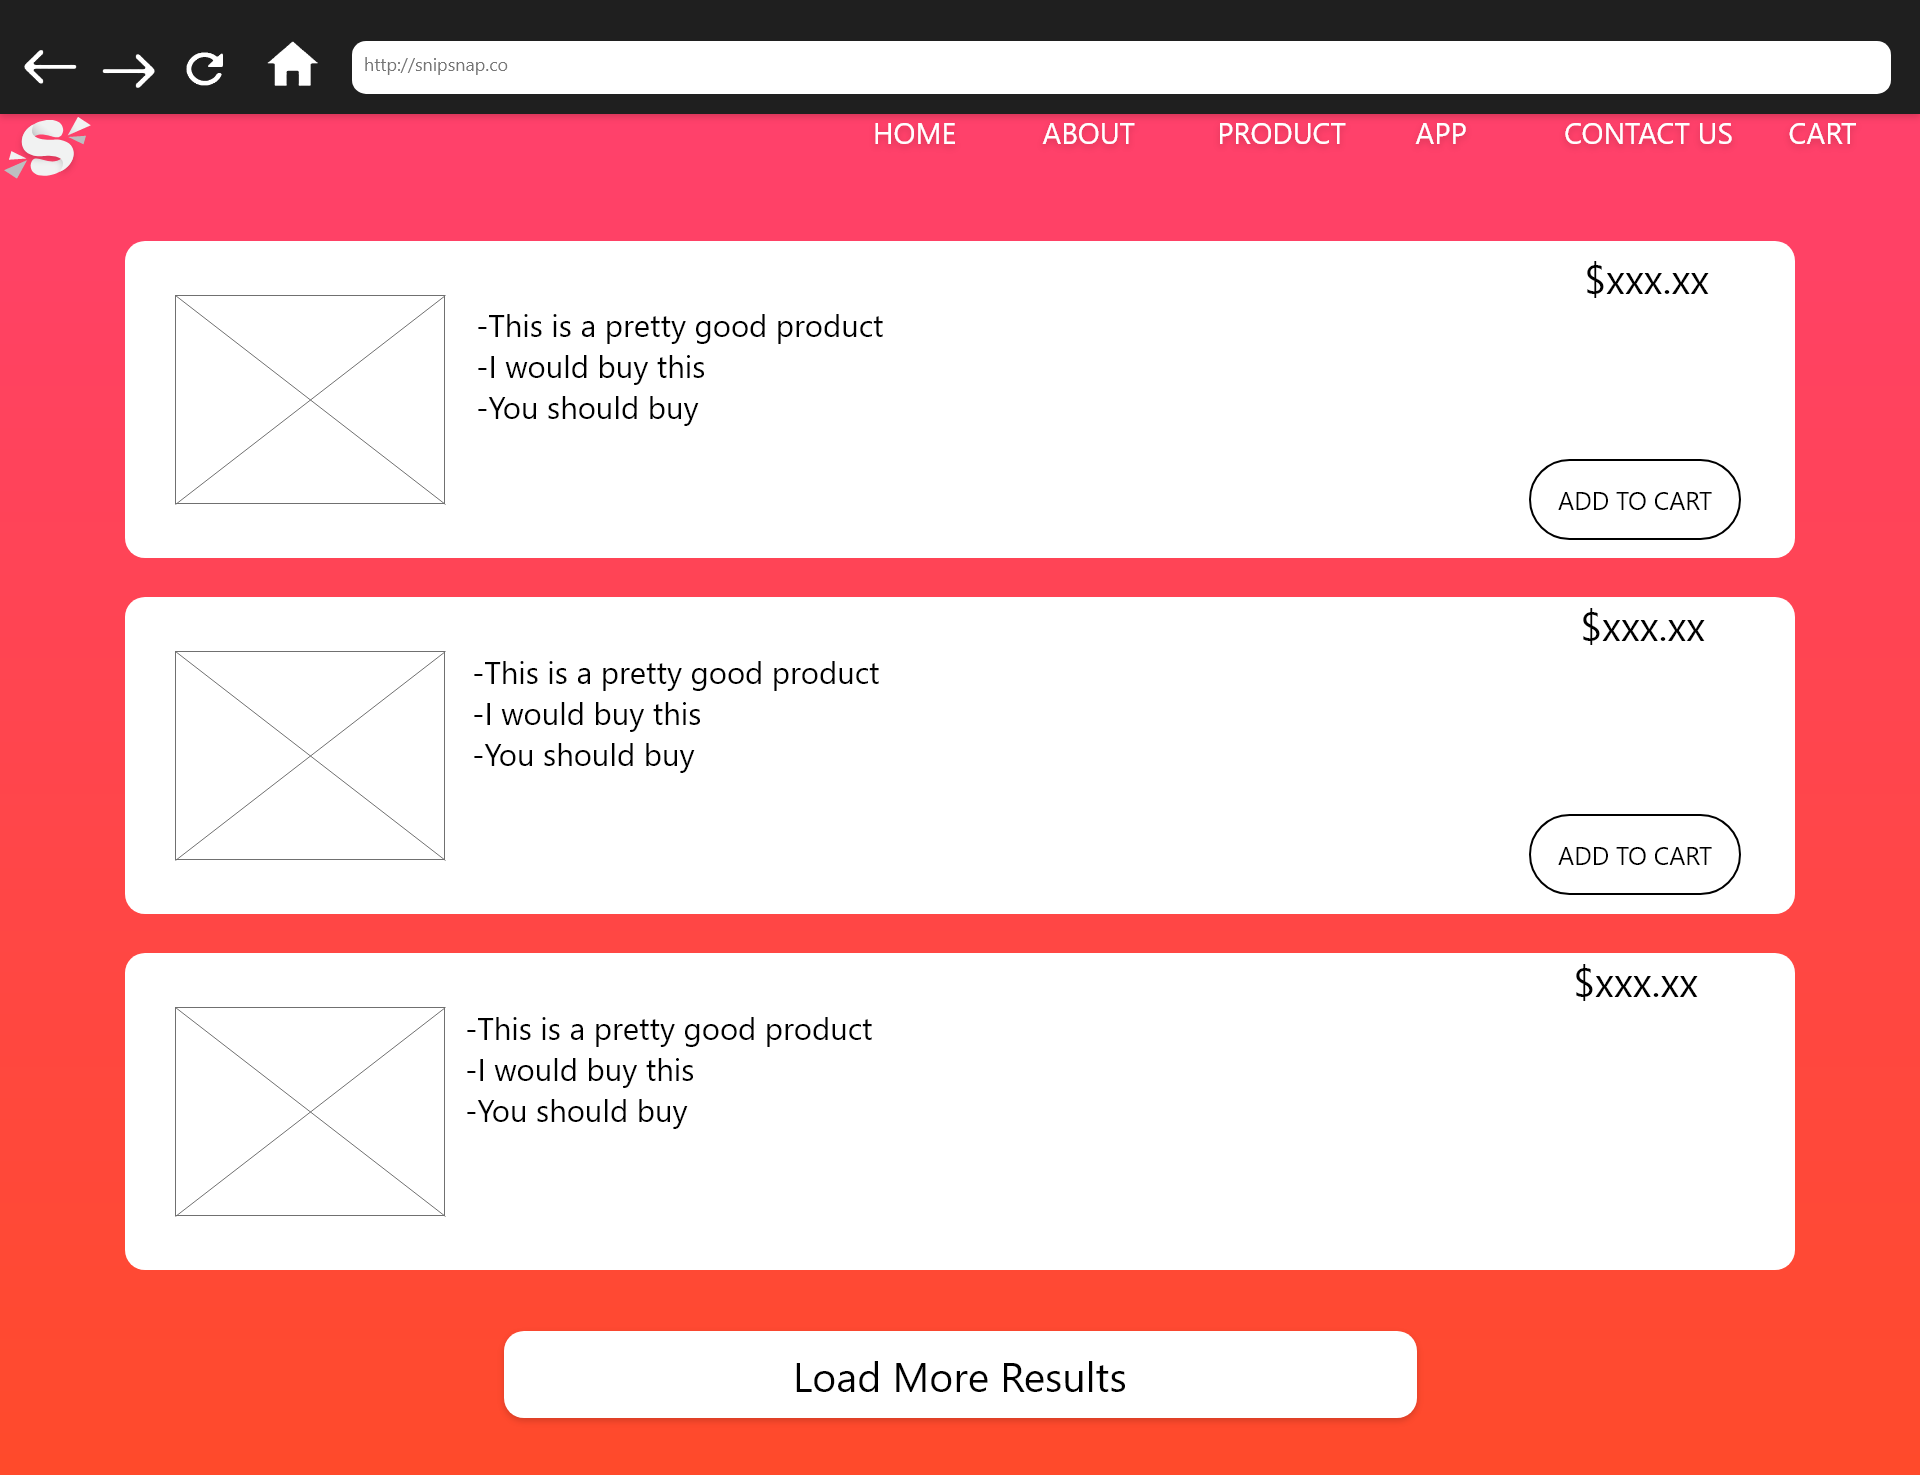 http://snipsnap.co
S
HOME ABOUT PRODUCT APP CONTACT US CART
$xxx.xx
-This is a pretty good product
-I would buy this
-You should buy
ADD TO CART
$xxx.xx
-This is a pretty good product
-I would buy this
-You should buy
ADD TO CART
$xxx.xx
-This is a pretty good product
-I would buy this
-You should buy
Load More Results